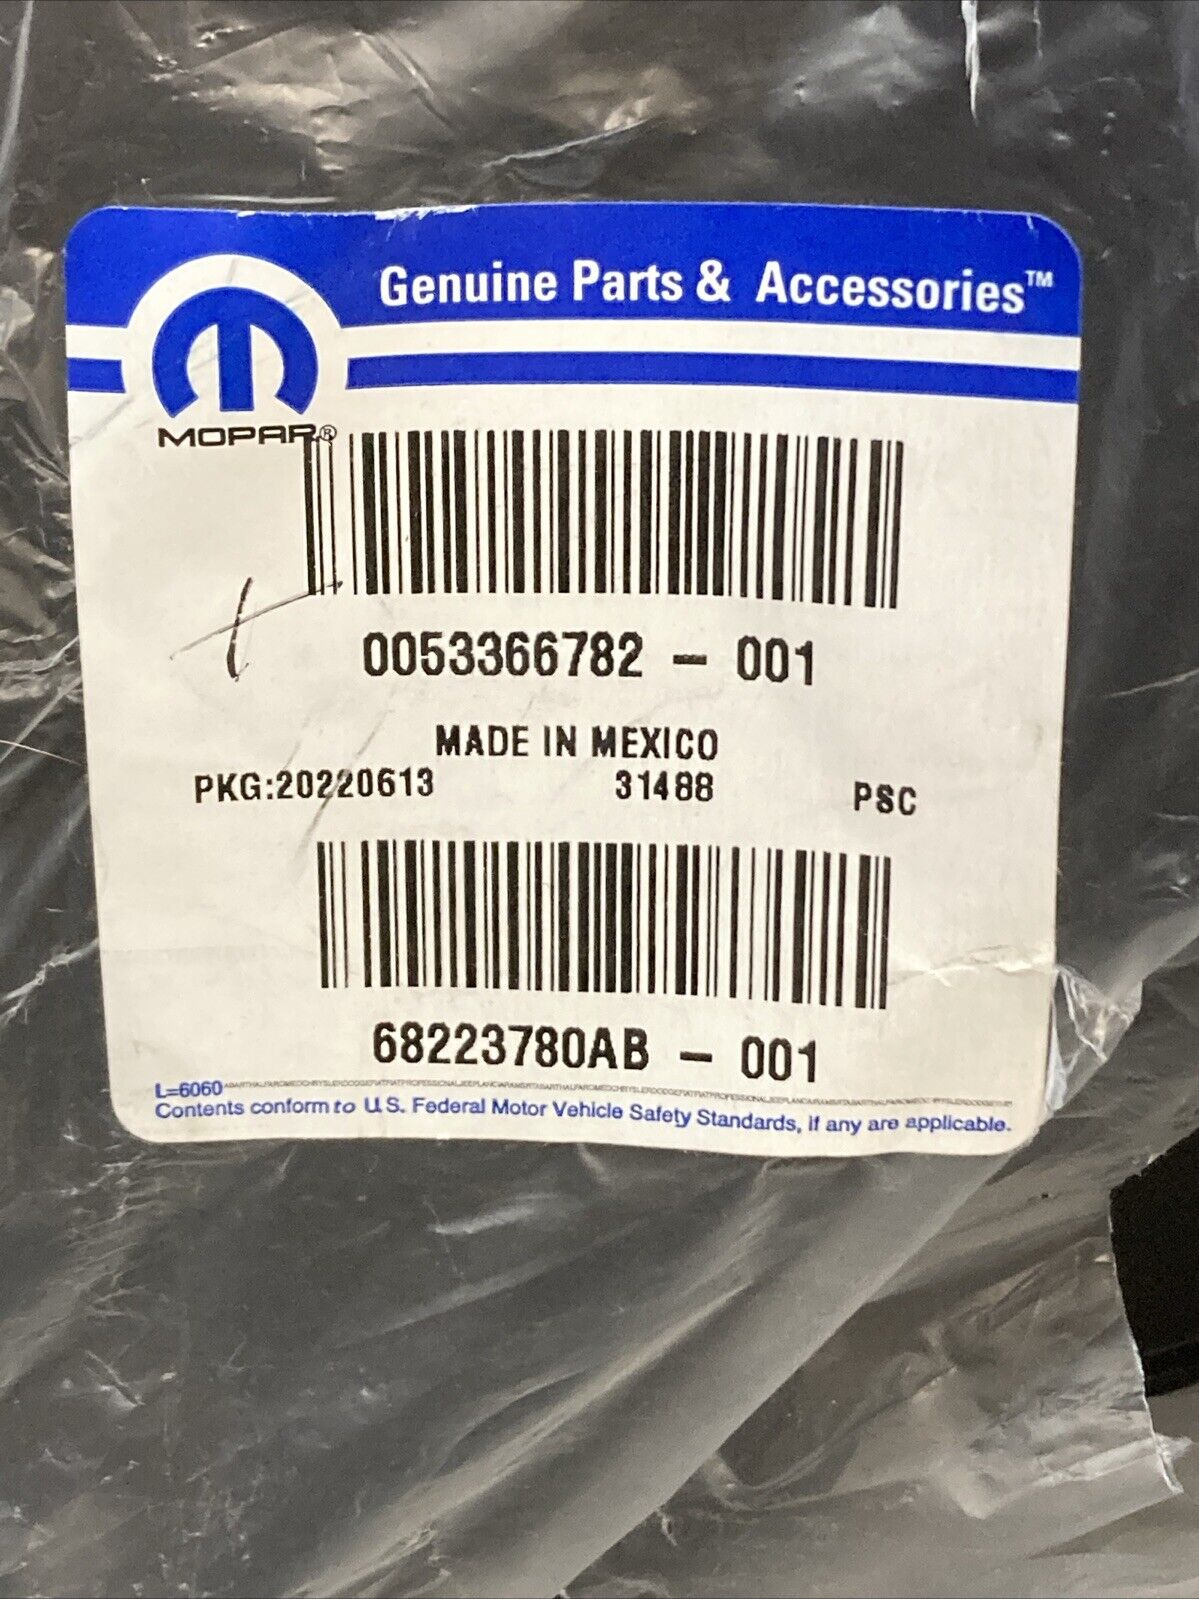 Genuine Parts & Accessories™
MOPAR®
0053366782 - 001
MADE IN MEXICO
PKG:20220613 31488 PSC
68223780AB - 001
L=6060
Contents conform to U.S. Federal Motor Vehicle Safety Standards, if any are applicable.